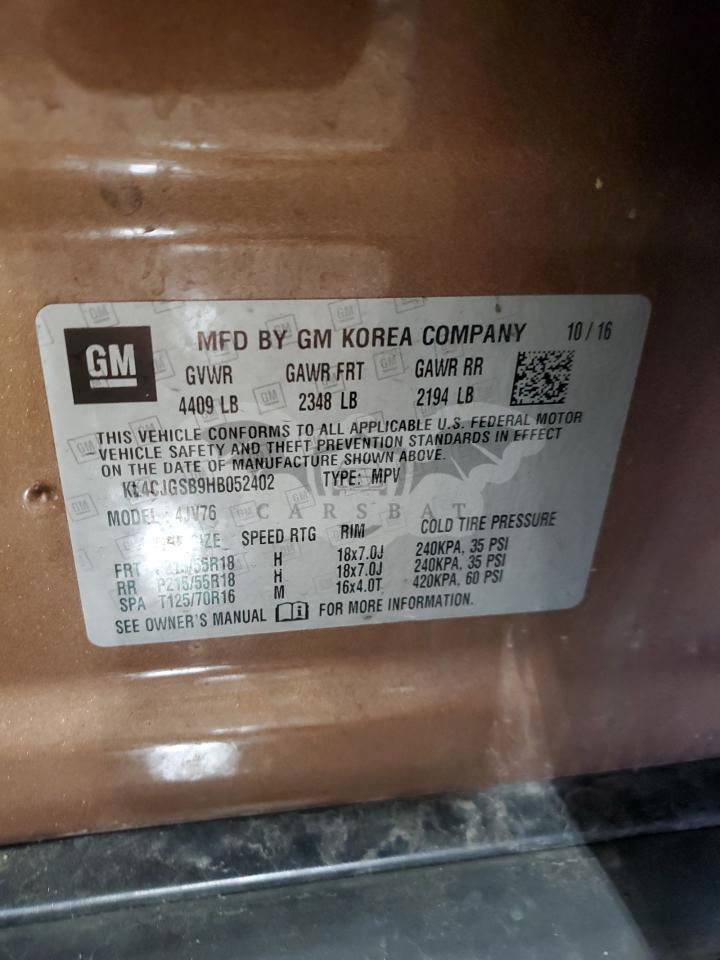 GM
MFD BY GM KOREA COMPANY 10 / 16
GVWR GAWR FRT GAWR RR
4409 LB 2348 LB 2194 LB
THIS VEHICLE CONFORMS TO ALL APPLICABLE U.S. FEDERAL MOTOR
VEHICLE SAFETY AND THEFT PREVENTION STANDARDS IN EFFECT
ON THE DATE OF MANUFACTURE SHOWN ABOVE.
KL4CJGSB9HB052402 TYPE: MPV
MODEL: 4JV76
CARSBAT
SIZE SPEED RTG RIM COLD TIRE PRESSURE
FRT P215/55R18 H 18x7.0J 240KPA, 35 PSI
RR P215/55R18 H 18x7.0J 240KPA, 35 PSI
SPA T125/70R16 M 16x4.0T 420KPA, 60 PSI
SEE OWNER'S MANUAL FOR MORE INFORMATION.